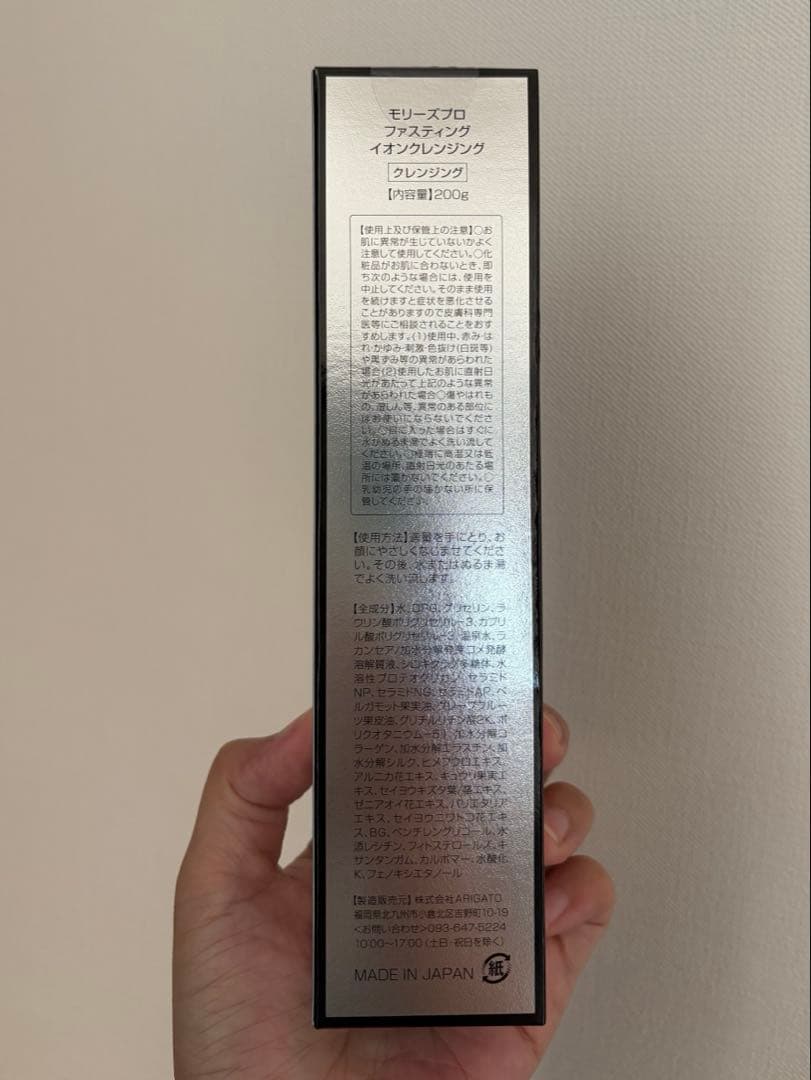 モリーズプロ
ファスティング
イオンクレンジング
クレンジング
【内容量】200g
【使用上及び保管上の注意】○お
肌に異常が生じていないかよく
注意して使用してください。○化
粧品がお肌に合わないとき、即
ち次のような場合には、使用を
中止してください。そのまま使用
を続けますと症状を悪化させる
ことがありますので皮膚科専門
医等にご相談されることをおす
すめします。(1)使用中、赤み・は
れ・かゆみ・刺激・色抜け(白斑等)
や黒ずみ等の異常があらわれた
場合(2)使用したお肌に直射日
光があたって上記のような異常
があらわれた場合○傷やはれも
の、湿しん等、異常のある部位に
はお使いにならないでくださ
い。○目に入った場合はすぐに
水かぬるま湯でよく洗い流して
ください。○極端に高温又は低
温の場所、直射日光のあたる場
所には置かないでください。○
乳幼児の手の届かない所に保
管してください。
【使用方法】適量を手にとり、お
顔にやさしくなじませてくださ
い。その後、水またはぬるま湯
でよく洗い流します。
【全成分】水、DPG、グリセリン、ラ
ウリン酸ポリグリセリル-3、カプリ
ル酸ポリグリセリル-3、温泉水、ラ
カンセア/加水分解発芽コメ発酵
溶解質液、シロキクラゲ多糖体、水
溶性プロテオグリカン、セラミド
NP、セラミドNG、セラミドAP、ベ
ルガモット果実油、グレープフルー
ツ果皮油、グリチルリチン酸2K、ポ
リクオタニウム-51、加水分解コ
ラーゲン、加水分解エラスチン、加
水分解シルク、ヒメフウロエキス、
アルニカ花エキス、キュウリ果実エ
キス、セイヨウキズタ葉/茎エキス、
ゼニアオイ花エキス、パリエタリア
エキス、セイヨウニワトコ花エキ
ス、BG、ペンチレングリコール、水
添レシチン、フィトステロールズ、キ
サンタンガム、カルボマー、水酸化
K、フェノキシエタノール
【製造販売元】株式会社ARIGATO
福岡県北九州市小倉北区吉野町10-19
<お問い合わせ>093-647-5224
10:00〜17:00(土日・祝日を除く)
MADE IN JAPAN 紙